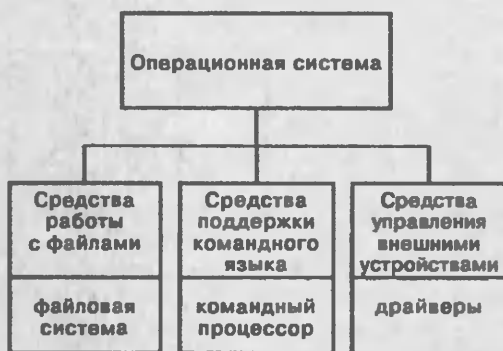 Операционная система
Средства
работы
с файлами
файловая
система
Средства
поддержки
командного
языка
командный
процессор
Средства
управления
внешними
устройствами
драйверы